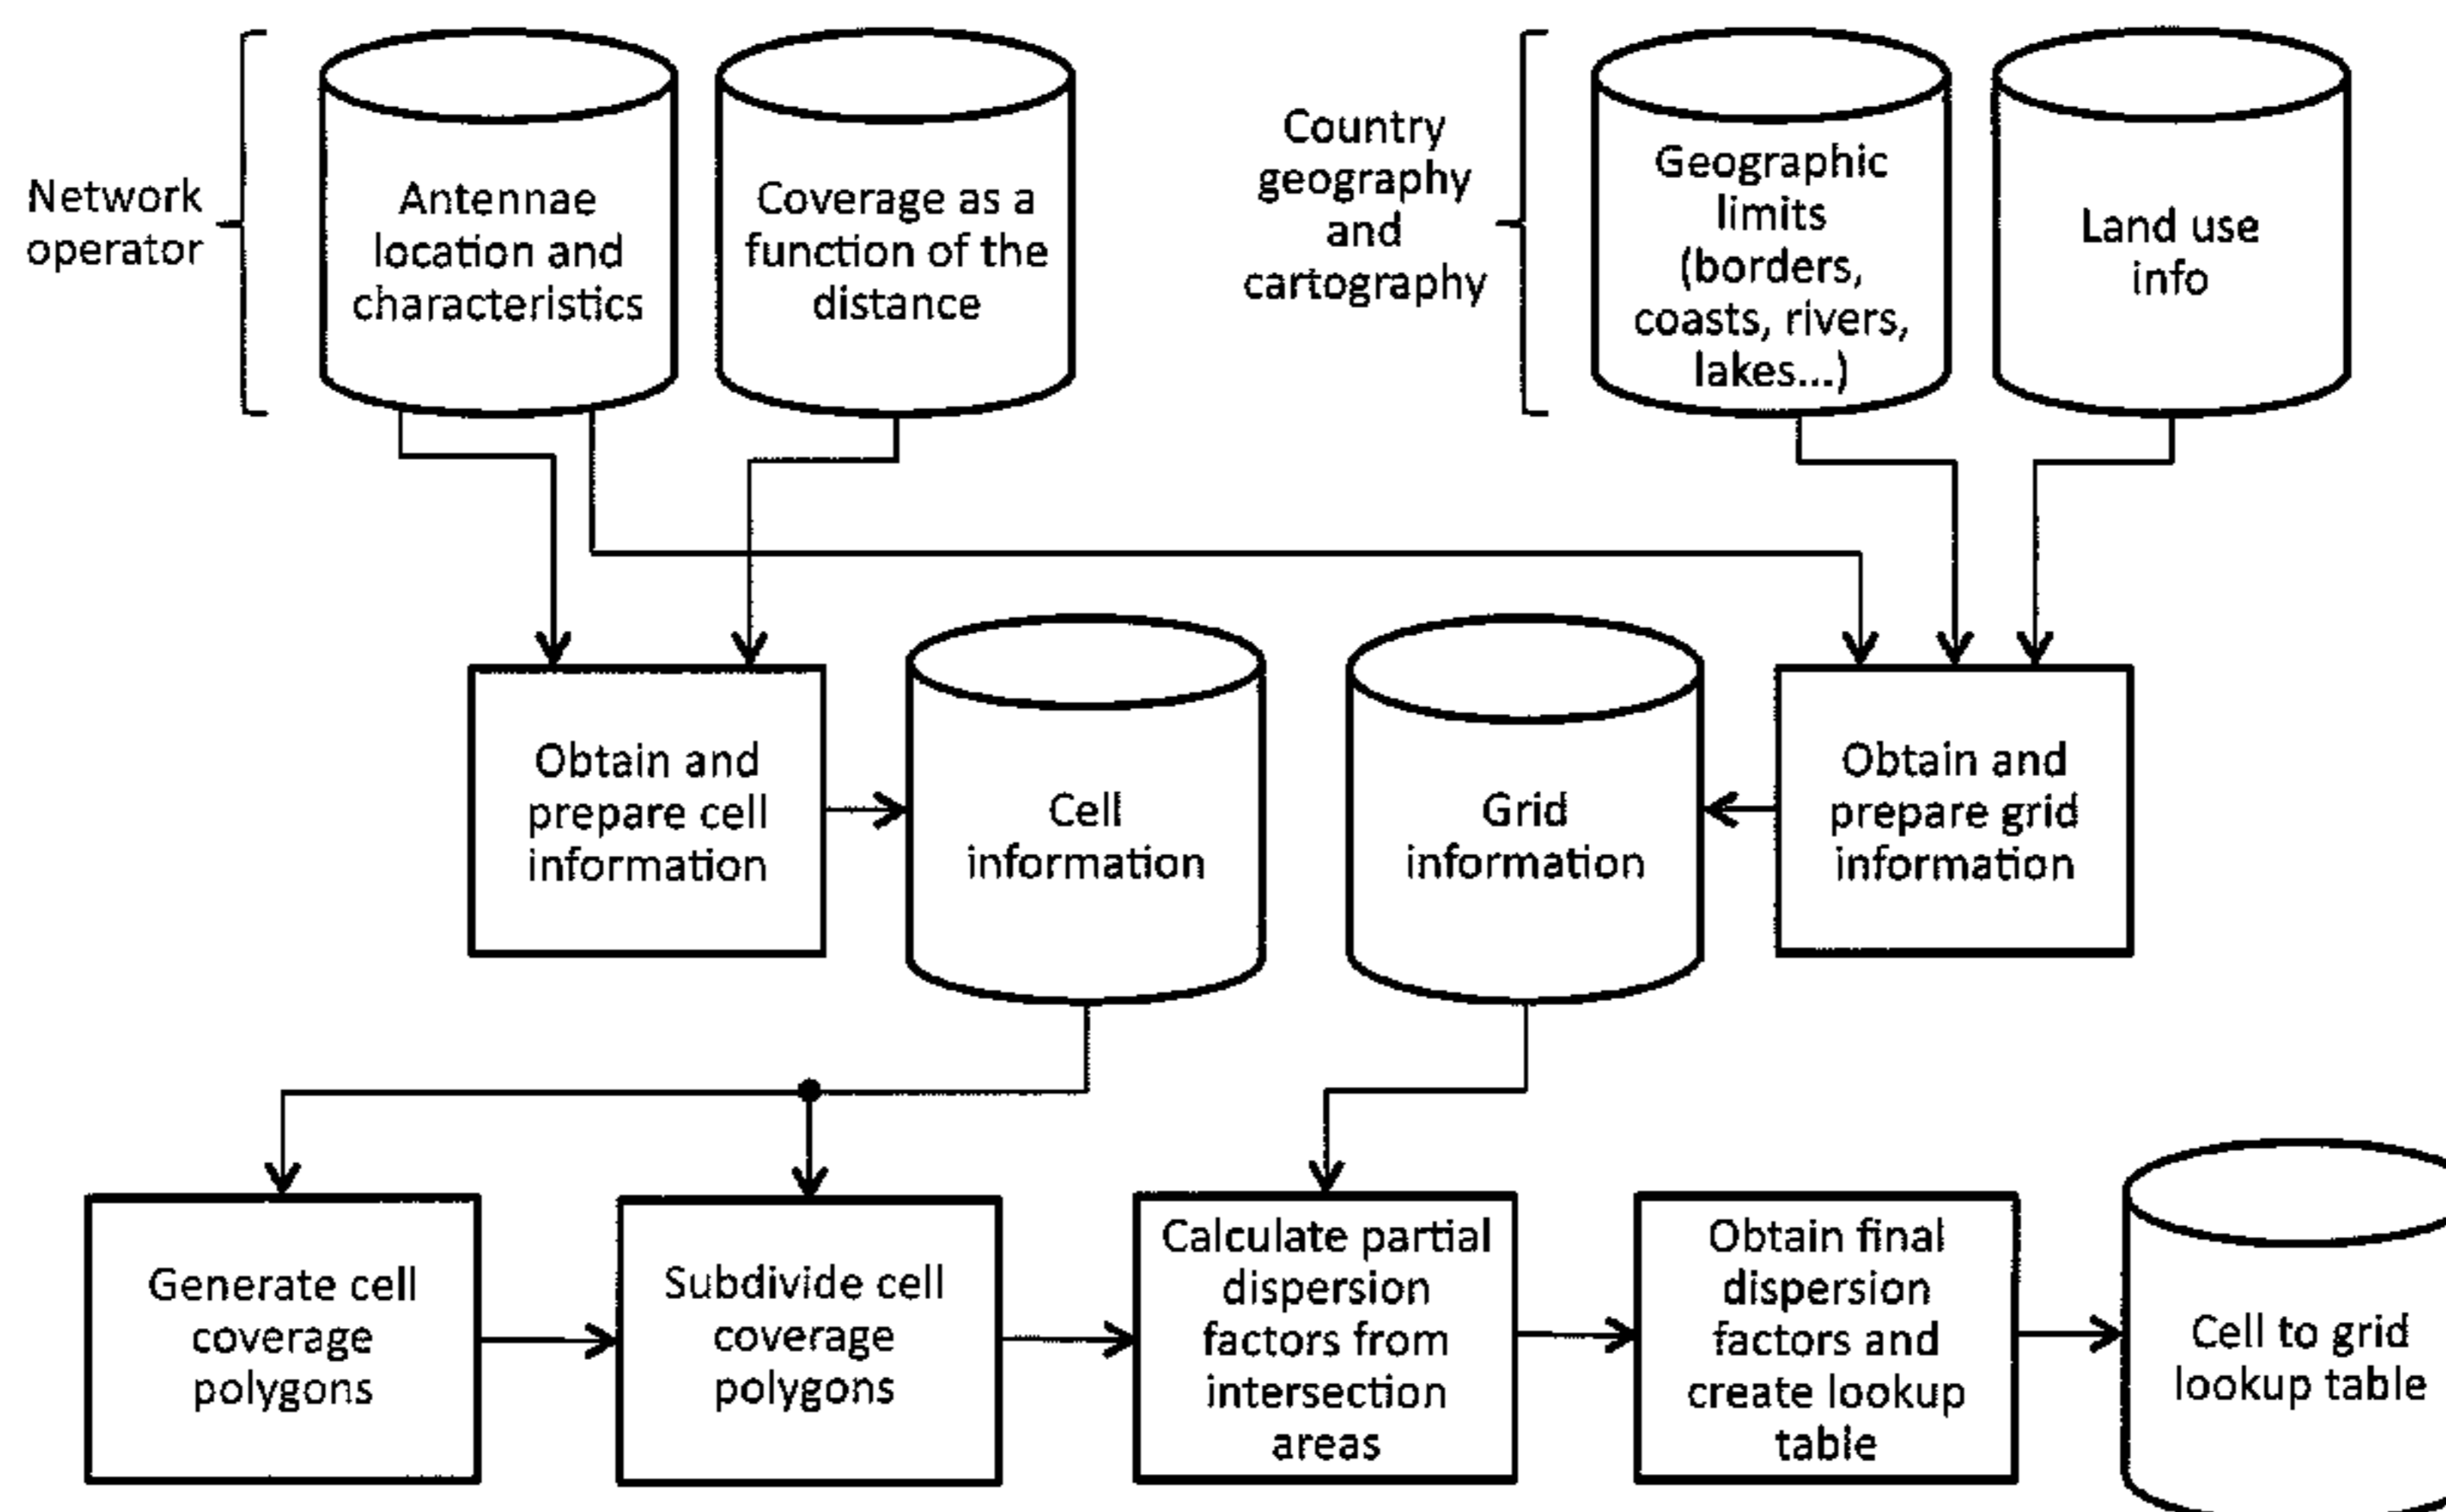 Network
operator
Antennae
location and
characteristics
Coverage as a
function of the
distance
Country
geography
and
cartography
Geographic
limits
(borders,
coasts, rivers,
lakes...)
Land use
info
Obtain and
prepare cell
information
Cell
information
Grid
information
Obtain and
prepare grid
information
Generate cell
coverage
polygons
Subdivide cell
coverage
polygons
Calculate partial
dispersion
factors from
intersection
areas
Obtain final
dispersion
factors and
create lookup
table
Cell to grid
lookup table